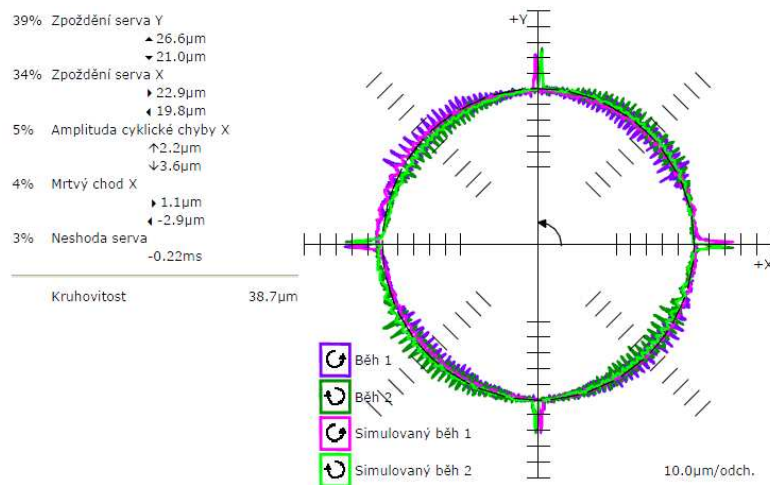 39% Zpoždění serva Y
▲ 26.6µm
▼ 21.0µm
34% Zpoždění serva X
▶ 22.9µm
◀ 19.8µm
5% Amplituda cyklické chyby X
↑2.2µm
↓3.6µm
4% Mrtvý chod X
▶ 1.1µm
◀ -2.9µm
3% Neshoda serva
-0.22ms
Kruhovitost 38.7µm
+Y
+X
Běh 1
Běh 2
Simulovaný běh 1
Simulovaný běh 2
10.0µm/odch.